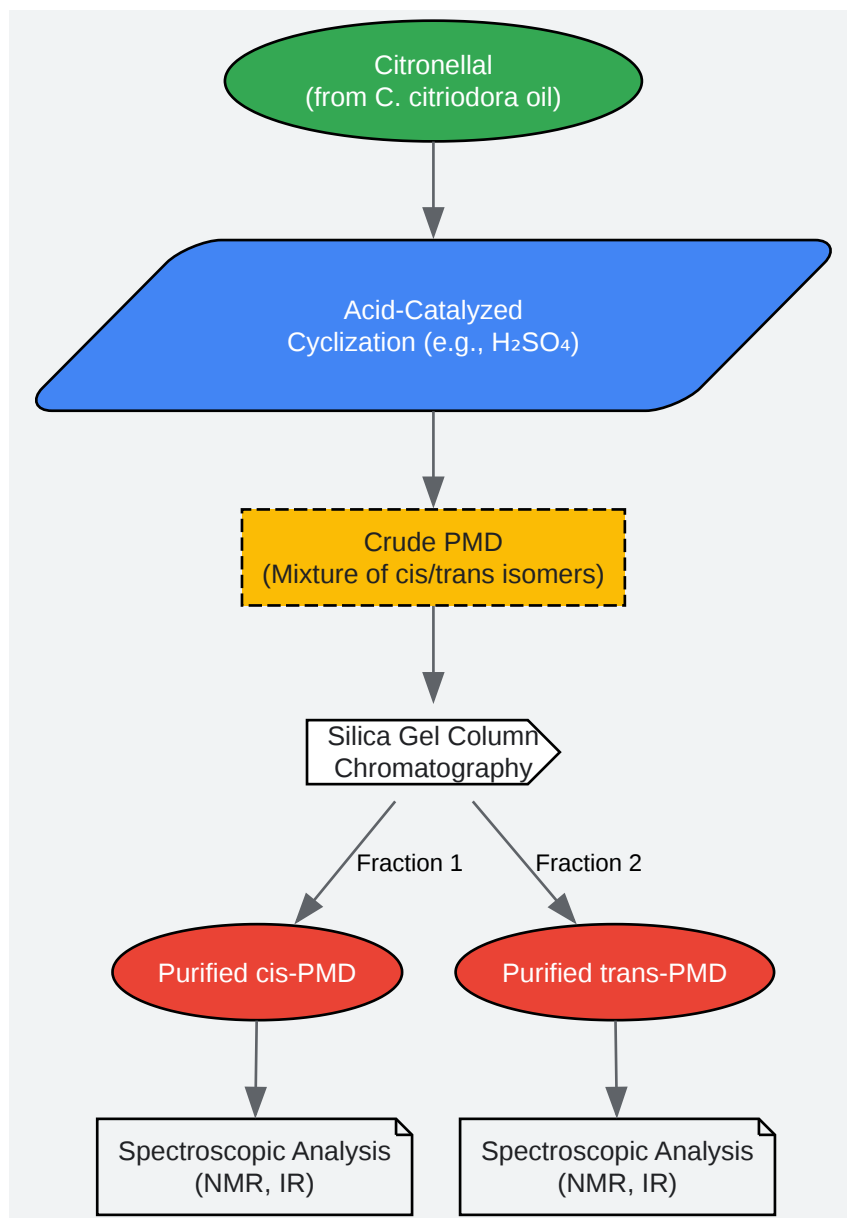 Citronellal
(from C. citriodora oil)
Acid-Catalyzed
Cyclization (e.g., H₂SO₄)
Crude PMD
(Mixture of cis/trans isomers)
Silica Gel Column
Chromatography
Fraction 1
Fraction 2
Purified cis-PMD
Purified trans-PMD
Spectroscopic Analysis
(NMR, IR)
Spectroscopic Analysis
(NMR, IR)